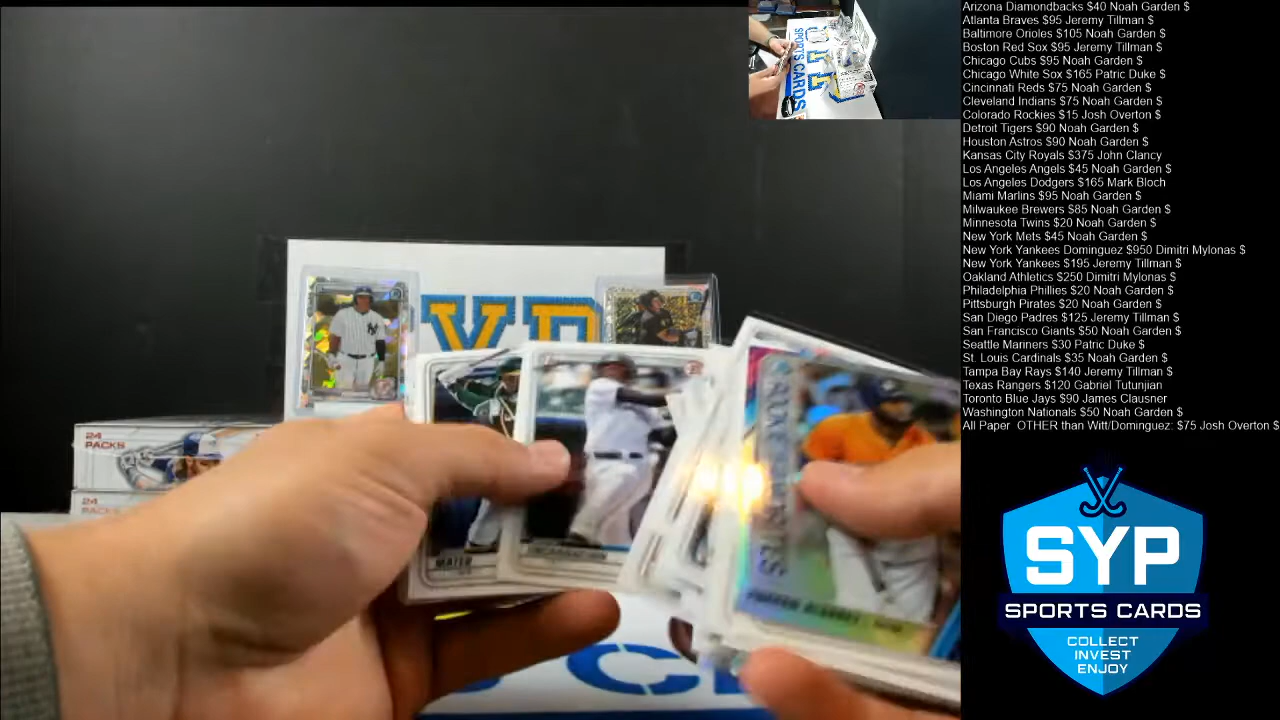 Arizona Diamondbacks $40 Noah Garden $
Atlanta Braves $95 Jeremy Tillman $
Baltimore Orioles $105 Noah Garden $
Boston Red Sox $95 Jeremy Tillman $
Chicago Cubs $95 Noah Garden $
Chicago White Sox $165 Patric Duke $
Cincinnati Reds $75 Noah Garden $
Cleveland Indians $75 Noah Garden $
Colorado Rockies $15 Josh Overton $
Detroit Tigers $90 Noah Garden $
Houston Astros $90 Noah Garden $
Kansas City Royals $375 John Clancy
Los Angeles Angels $45 Noah Garden $
Los Angeles Dodgers $165 Mark Bloch
Miami Marlins $95 Noah Garden $
Milwaukee Brewers $85 Noah Garden $
Minnesota Twins $20 Noah Garden $
New York Mets $45 Noah Garden $
New York Yankees Dominguez $950 Dimitri Mylonas $
New York Yankees $195 Jeremy Tillman $
Oakland Athletics $250 Dimitri Mylonas $
Philadelphia Phillies $20 Noah Garden $
Pittsburgh Pirates $20 Noah Garden $
San Diego Padres $125 Jeremy Tillman $
San Francisco Giants $50 Noah Garden $
Seattle Mariners $30 Patric Duke $
St. Louis Cardinals $35 Noah Garden $
Tampa Bay Rays $140 Jeremy Tillman $
Texas Rangers $120 Gabriel Tutunjian
Toronto Blue Jays $90 James Clausner
Washington Nationals $50 Noah Garden $
All Paper OTHER than Witt/Dominguez: $75 Josh Overton $
SYP
SPORTS CARDS
COLLECT
INVEST
ENJOY
SPORTS CARDS
24
PACKS
24
PACKS
MATEO